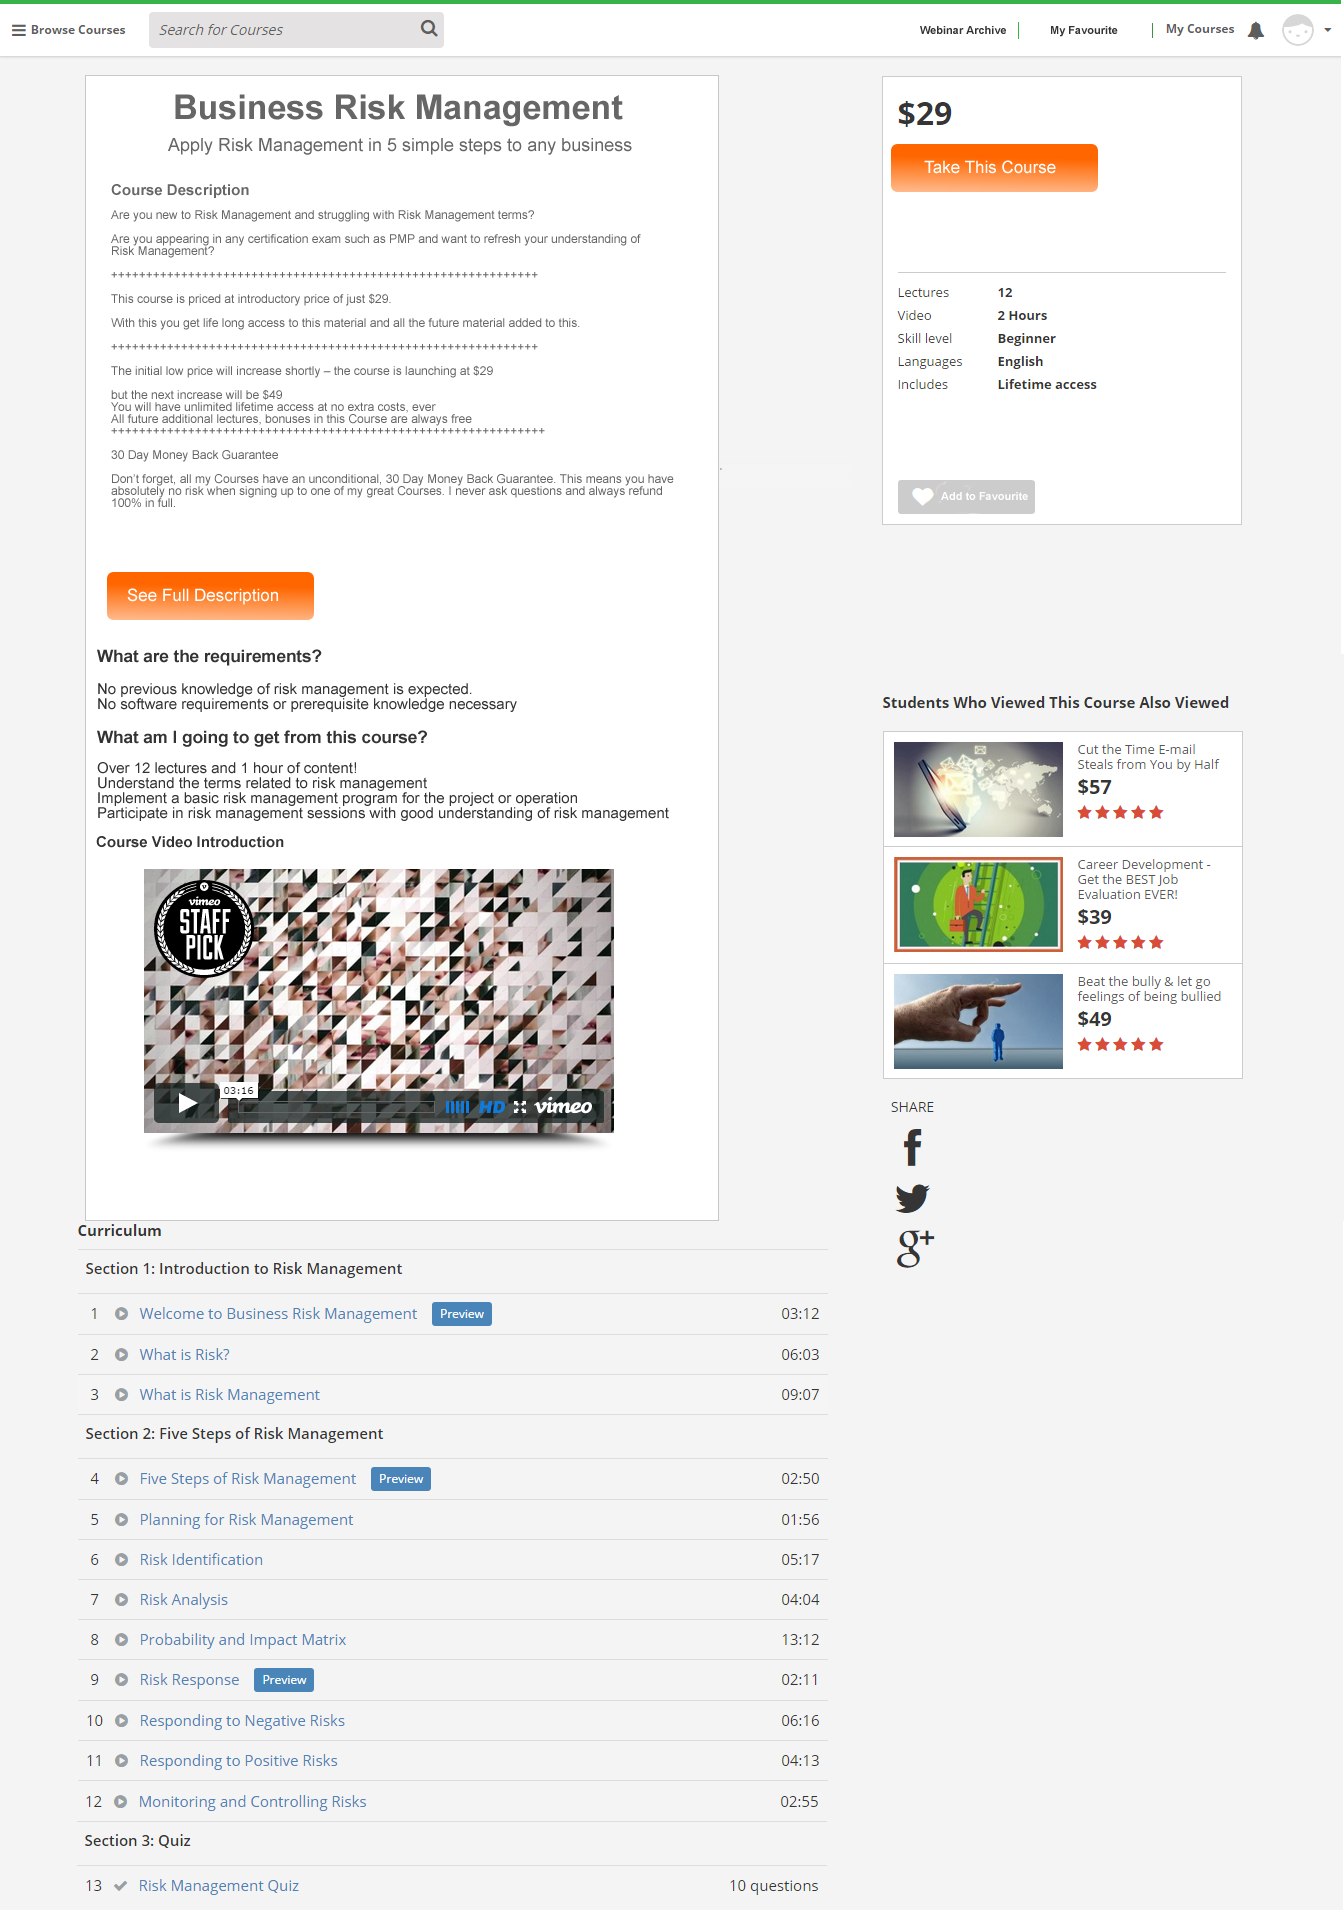 Browse Courses
Search for Courses
Webinar Archive
My Favourite
My Courses
Business Risk Management
Apply Risk Management in 5 simple steps to any business
Course Description
Are you new to Risk Management and struggling with Risk Management terms?
Are you appearing in any certification exam such as PMP and want to refresh your understanding of
Risk Management?
+++++++++++++++++++++++++++++++++++++++++++++++++++++++++++++
This course is priced at introductory price of just $29.
With this you get life long access to this material and all the future material added to this.
+++++++++++++++++++++++++++++++++++++++++++++++++++++++++++++
The initial low price will increase shortly – the course is launching at $29
but the next increase will be $49
You will have unlimited lifetime access at no extra costs, ever
All future additional lectures, bonuses in this Course are always free
++++++++++++++++++++++++++++++++++++++++++++++++++++++++++++++
30 Day Money Back Guarantee
Don't forget, all my Courses have an unconditional, 30 Day Money Back Guarantee. This means you have
absolutely no risk when signing up to one of my great Courses. I never ask questions and always refund
100% in full.
See Full Description
What are the requirements?
No previous knowledge of risk management is expected.
No software requirements or prerequisite knowledge necessary
What am I going to get from this course?
Over 12 lectures and 1 hour of content!
Understand the terms related to risk management
Implement a basic risk management program for the project or operation
Participate in risk management sessions with good understanding of risk management
Course Video Introduction
vimeo
STAFF
PICK
03:16
HD vimeo
$29
Take This Course
Lectures 12
Video 2 Hours
Skill level Beginner
Languages English
Includes Lifetime access
Add to Favourite
Students Who Viewed This Course Also Viewed
Cut the Time E-mail
Steals from You by Half
$57
Career Development -
Get the BEST Job
Evaluation EVER!
$39
Beat the bully & let go
feelings of being bullied
$49
SHARE
Curriculum
Section 1: Introduction to Risk Management
1 Welcome to Business Risk Management Preview 03:12
2 What is Risk? 06:03
3 What is Risk Management 09:07
Section 2: Five Steps of Risk Management
4 Five Steps of Risk Management Preview 02:50
5 Planning for Risk Management 01:56
6 Risk Identification 05:17
7 Risk Analysis 04:04
8 Probability and Impact Matrix 13:12
9 Risk Response Preview 02:11
10 Responding to Negative Risks 06:16
11 Responding to Positive Risks 04:13
12 Monitoring and Controlling Risks 02:55
Section 3: Quiz
13 Risk Management Quiz 10 questions